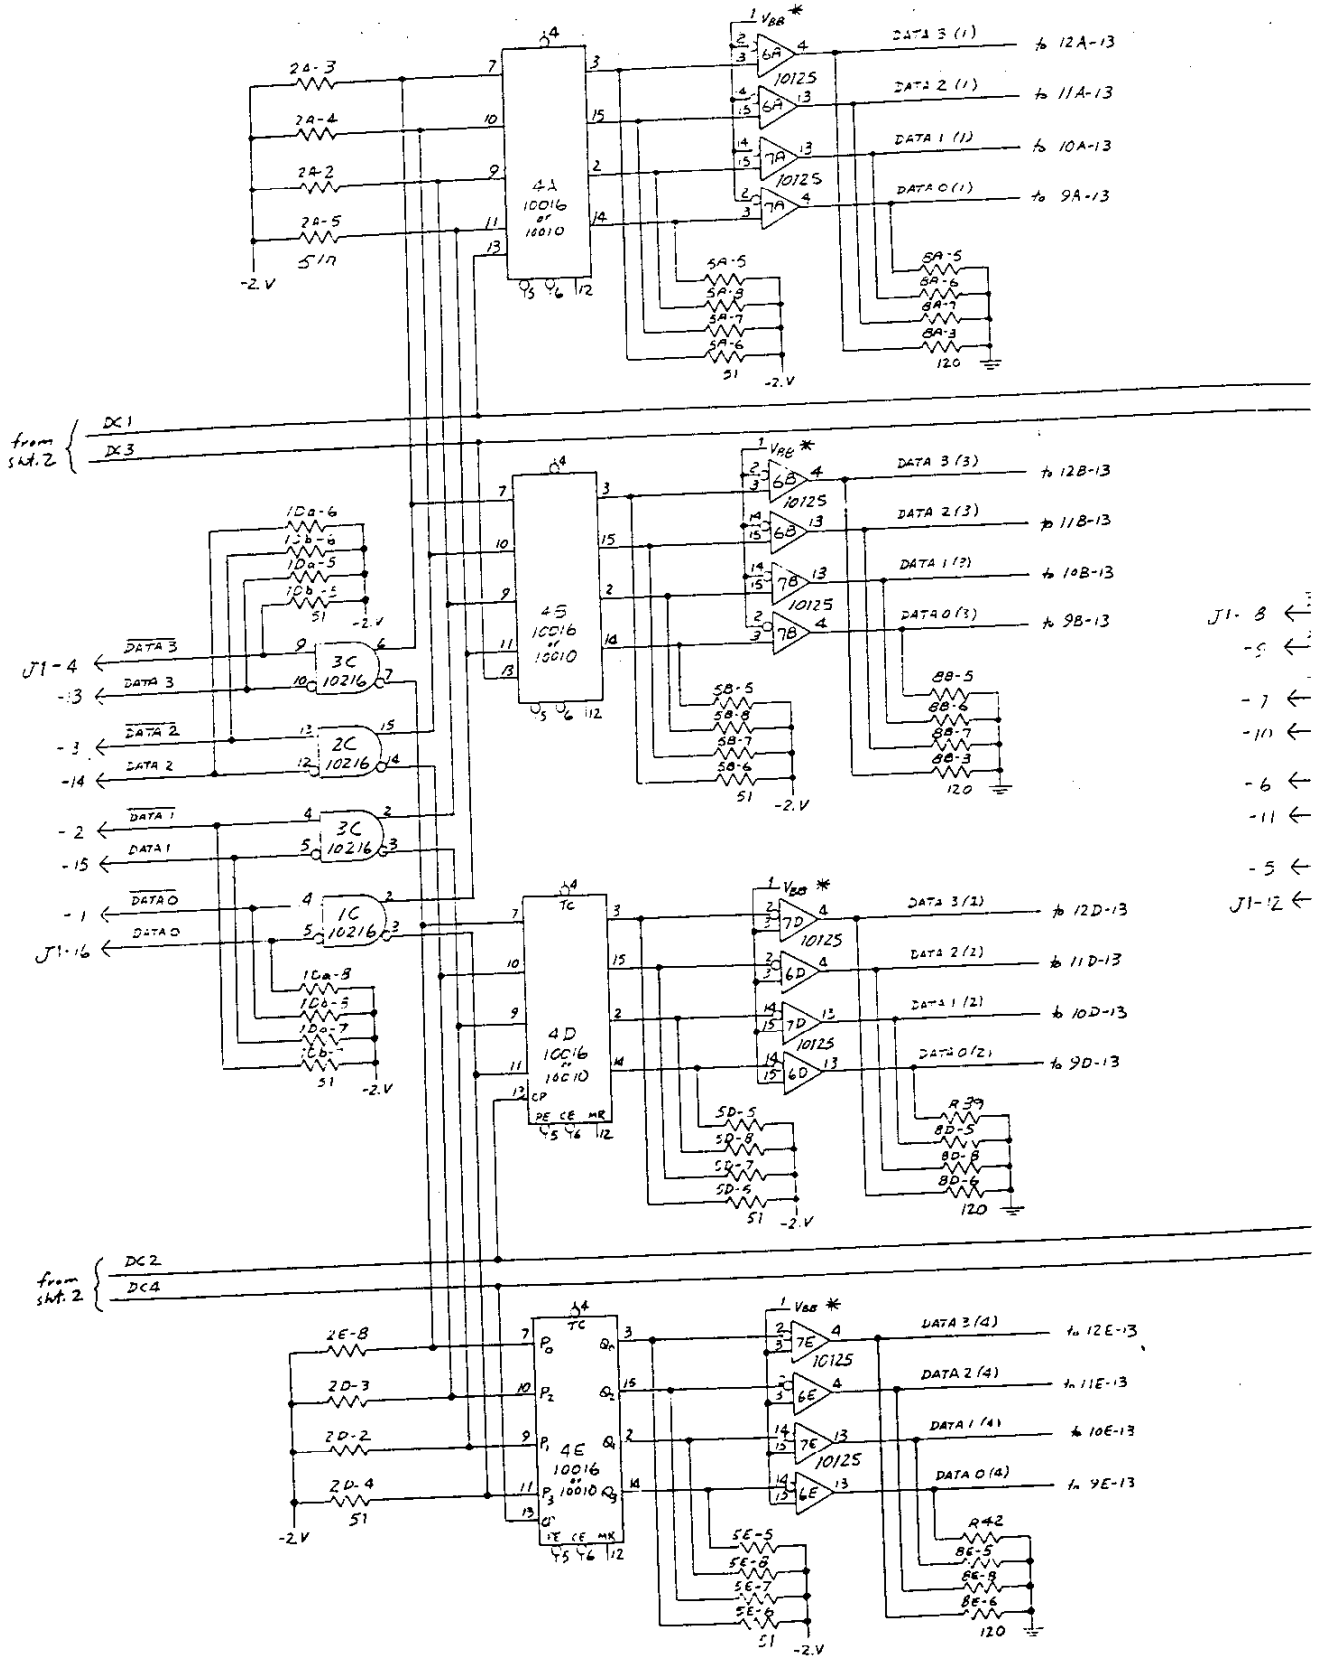 4
1 VBB *
DATA 3 (1) to 12A-13
2A-3 7 3 2 3 6A 4 10125
DATA 2 (1) to 11A-13
2A-4 10 15 4 15 6A 13
DATA 1 (1) to 10A-13
2A-2 9 2 14 15 7A 13 10125
DATA 0 (1) to 9A-13
2A-5 11 14 2 3 7A 4
51Ω 13
4A
10016
or
10010
-2.V
5 6 12
5A-5 8A-5
5A-8 8A-6
5A-7 8A-7
5A-6 8A-3
51 120
-2.V
from sht. 2
DC1
DC3
4
1 VBB *
DATA 3 (3) to 12B-13
7 3 2 3 6B 4 10125
DATA 2 (3) to 11B-13
10 15 14 15 6B 13
DATA 1 (3) to 10B-13
9 2 14 15 7B 13 10125
DATA 0 (3) to 9B-13
11 14 2 3 7B 4
13
4B
10016
or
10010
5 6 12
1Da-6
1Db-6
1Da-5
1Db-5
51
-2.V
5B-5 8B-5
5B-8 8B-6
5B-7 8B-7
5B-6 8B-3
51 120
-2.V
J1-4 DATA 3 9 3C 6
-13 DATA 3 10 10216 7
-3 DATA 2 13 2C 15
-14 DATA 2 12 10216 14
-2 DATA 1 4 3C 2
-15 DATA 1 5 10216 3
-1 DATA 0 4 1C 2
J1-16 DATA 0 5 10216 3
J1-8
-9
-7
-10
-6
-11
-5
J1-12
1Ca-8
1Da-7
51
-2.V
4
TC
1 VBB *
DATA 3 (2) to 12D-13
7 3 2 3 7D 4 10125
DATA 2 (2) to 11D-13
10 15 2 3 6D 4
DATA 1 (2) to 10D-13
9 2 14 15 7D 13 10125
DATA 0 (2) to 9D-13
11 14 14 15 6D 13
13 CP
4D
10016
or
10010
PE CE MR
5 6 12
5D-5 R39
5D-8 8D-5
5D-7 8D-8
5D-5 8D-6
51 120
-2.V
from sht. 2
DC2
DC4
4
TC
1 VBB *
DATA 3 (4) to 12E-13
2E-8 7 P0 Q0 3 2 3 7E 4 10125
DATA 2 (4) to 11E-13
2D-3 10 P2 Q2 15 3 6E 4
DATA 1 (4) to 10E-13
2D-2 9 P1 Q1 2 14 15 7E 13 10125
DATA 0 (4) to 9E-13
2D-4 11 P3 Q3 14 14 15 6E 13
51 13 CP
4E
10016
or
10010
PE CE MR
5 6 12
-2.V
5E-5 R42
5E-8 8E-5
5E-7 8E-8
5E-6 8E-6
51 120
-2.V